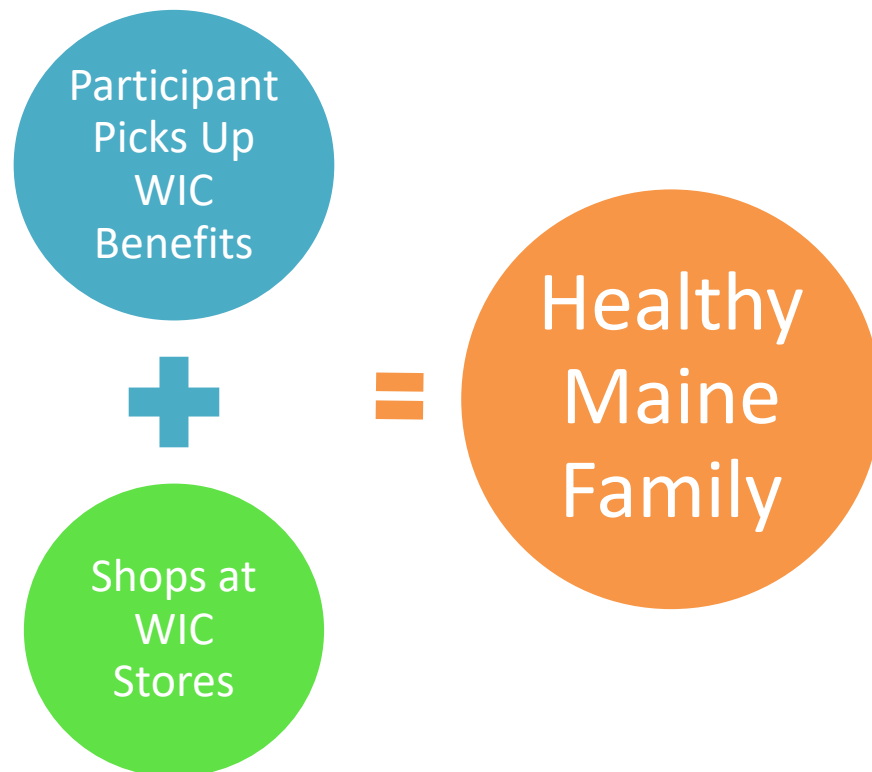 Participant
Picks Up
WIC
Benefits
+
Shops at
WIC
Stores
=
Healthy
Maine
Family